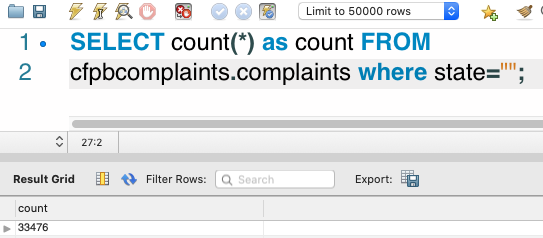 Limit to 50000 rows
1 SELECT count(*) as count FROM
2 cfpbcomplaints.complaints where state="";
27:2
Result Grid Filter Rows: Search Export:
count
33476